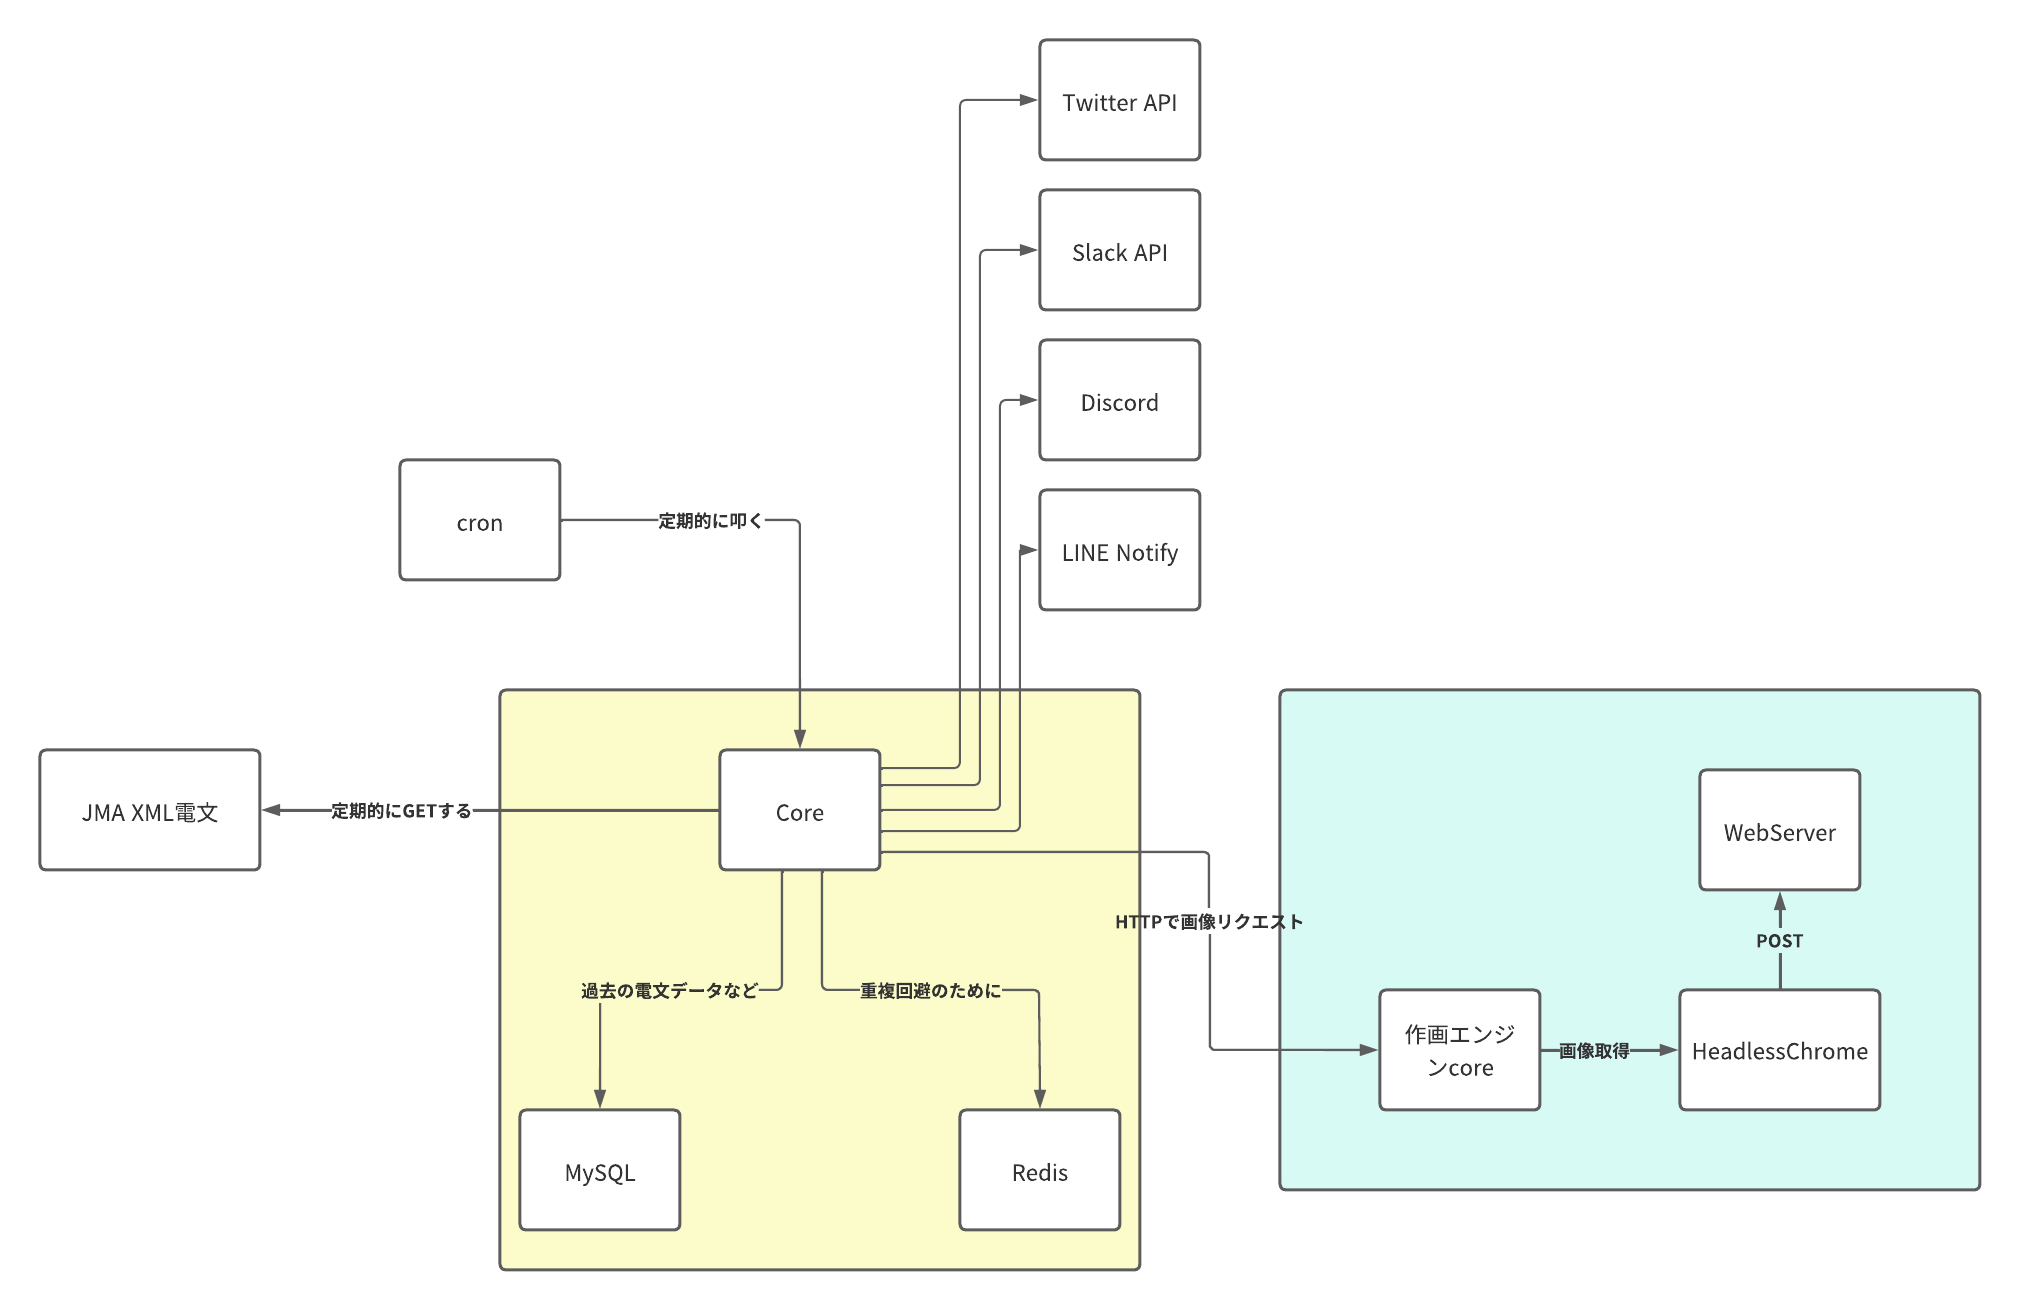 Twitter API
Slack API
Discord
cron
定期的に叩く
LINE Notify
JMA XML電文
定期的にGETする
Core
WebServer
HTTPで画像リクエスト
POST
過去の電文データなど
重複回避のために
作画エンジ
ンcore
画像取得
HeadlessChrome
MySQL
Redis